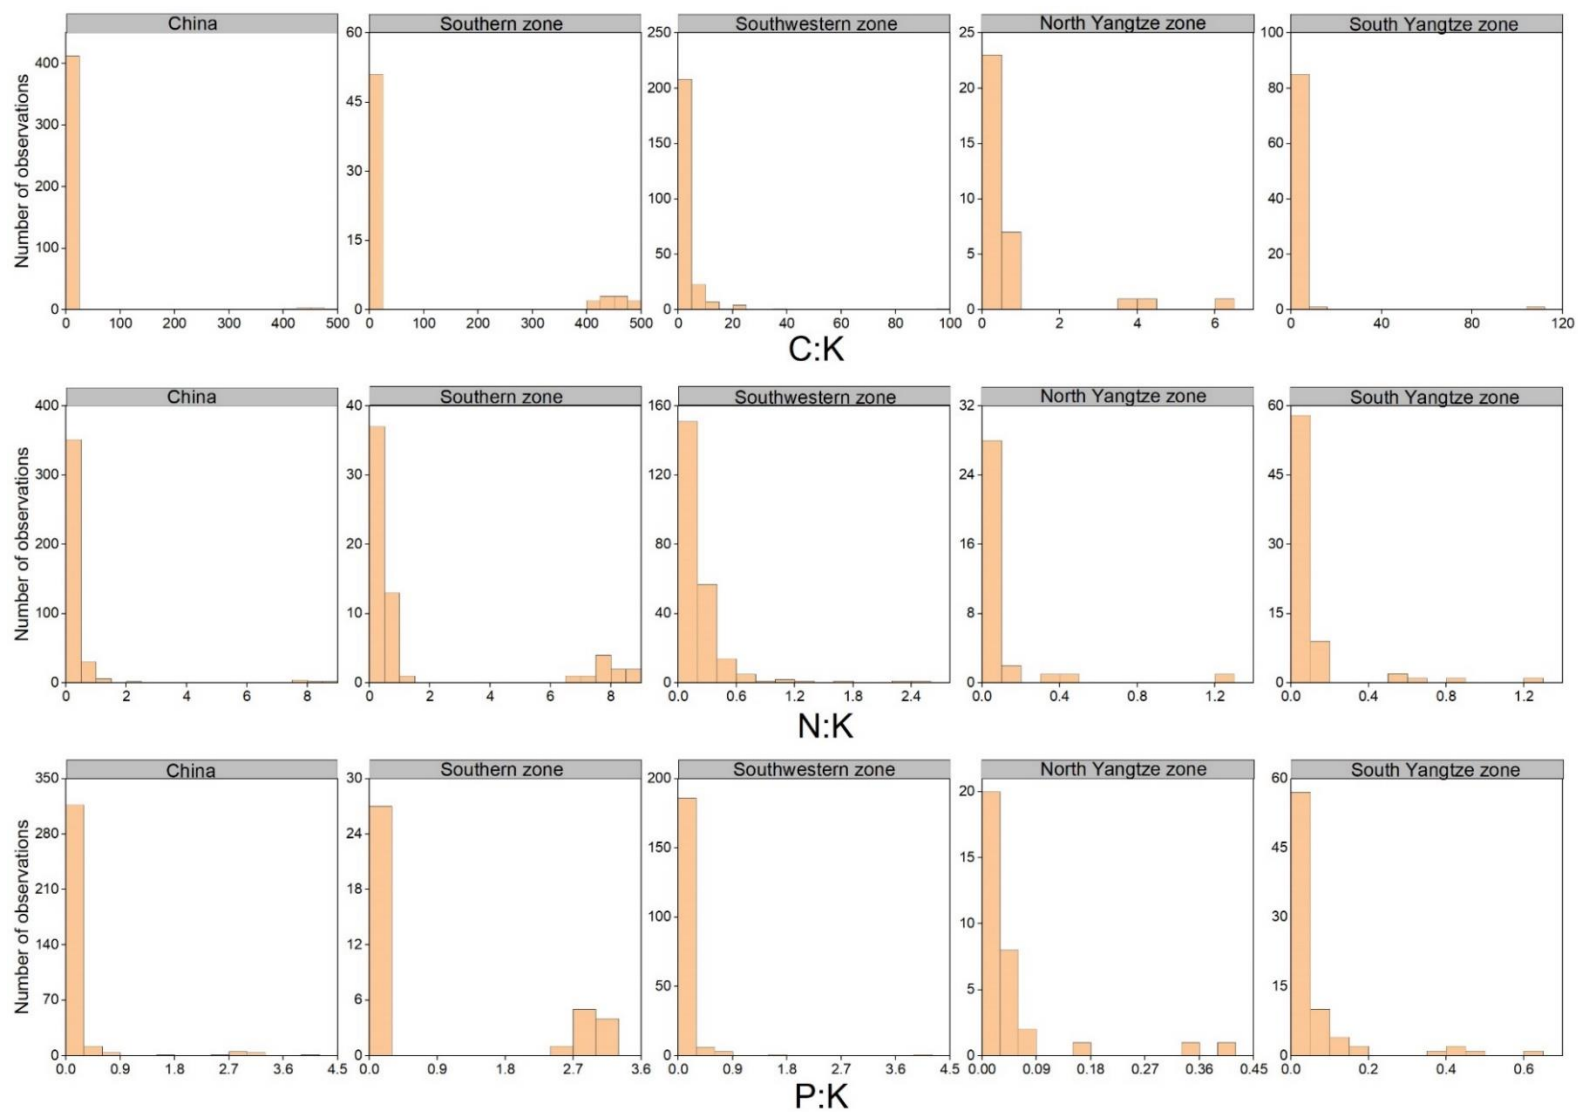 China Southern zone Southwestern zone North Yangtze zone South Yangtze zone
Number of observations
400 300 200 100 0
0 100 200 300 400 500
60 45 30 15 0
0 100 200 300 400 500
250 200 150 100 50 0
0 20 40 60 80 100
25 20 15 10 5 0
0 2 4 6
100 80 60 40 20 0
0 40 80 120
C:K
China Southern zone Southwestern zone North Yangtze zone South Yangtze zone
Number of observations
400 300 200 100 0
0 2 4 6 8
40 30 20 10 0
0 2 4 6 8
160 120 80 40 0
0.0 0.6 1.2 1.8 2.4
32 24 16 8 0
0.0 0.4 0.8 1.2
60 45 30 15 0
0.0 0.4 0.8 1.2
N:K
China Southern zone Southwestern zone North Yangtze zone South Yangtze zone
Number of observations
350 280 210 140 70 0
0.0 0.9 1.8 2.7 3.6 4.5
30 24 18 12 6 0
0.0 0.9 1.8 2.7 3.6
200 150 100 50 0
0.0 0.9 1.8 2.7 3.6 4.5
20 15 10 5 0
0.00 0.09 0.18 0.27 0.36 0.45
60 45 30 15 0
0.0 0.2 0.4 0.6
P:K